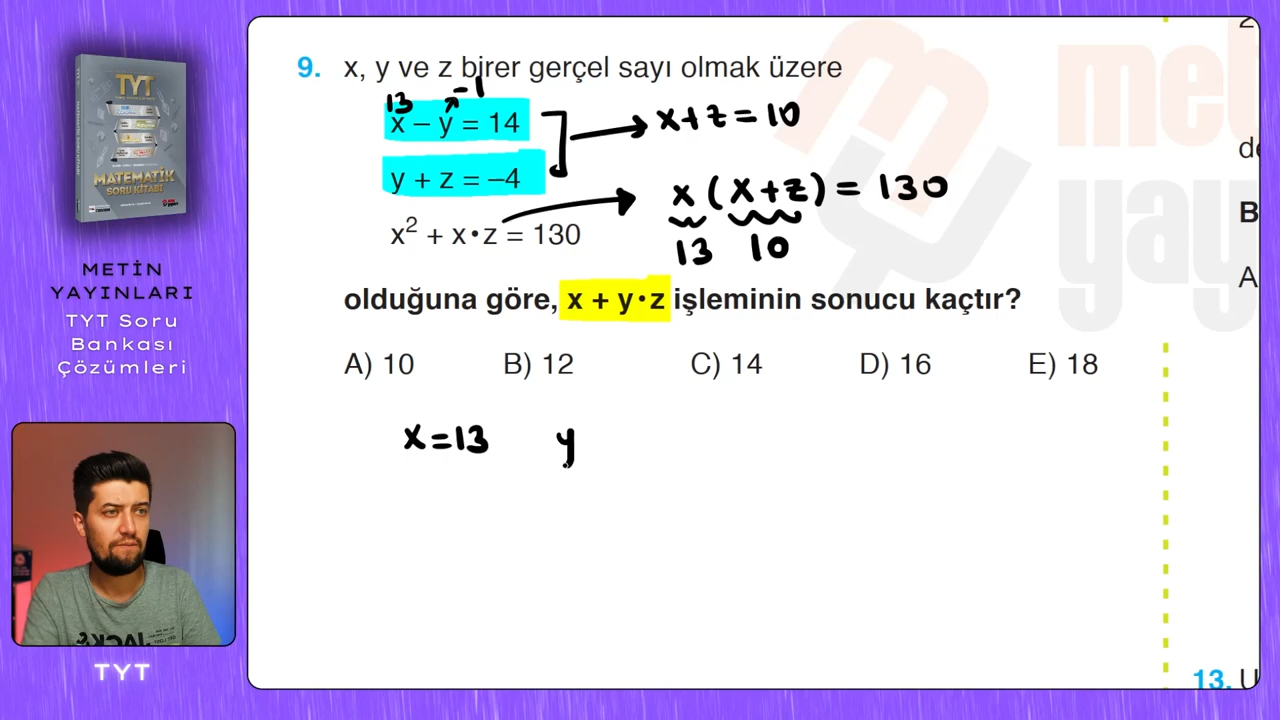 TYT
MATEMATİK
SORU KİTABI
METİN
YAYINLARI
TYT Soru
Bankası
Çözümleri
TYT
9. x, y ve z birer gerçel sayı olmak üzere
13 -1
x – y = 14
x+z=10
y + z = –4
x(x+z)=130
13 10
x² + x·z = 130
olduğuna göre, x + y·z işleminin sonucu kaçtır?
A) 10 B) 12 C) 14 D) 16 E) 18
x=13 y
met
yay
B
A
13. U